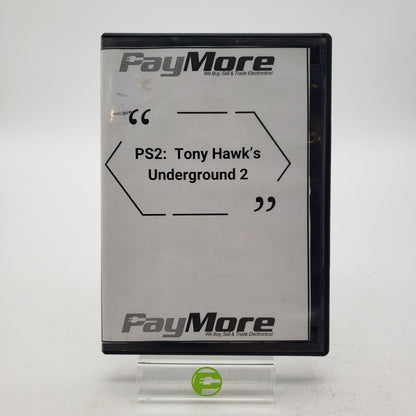 PayMore
We Buy, Sell & Trade Electronics!
“
PS2: Tony Hawk’s
Underground 2
”
PayMore
We Buy, Sell & Trade Electronics!